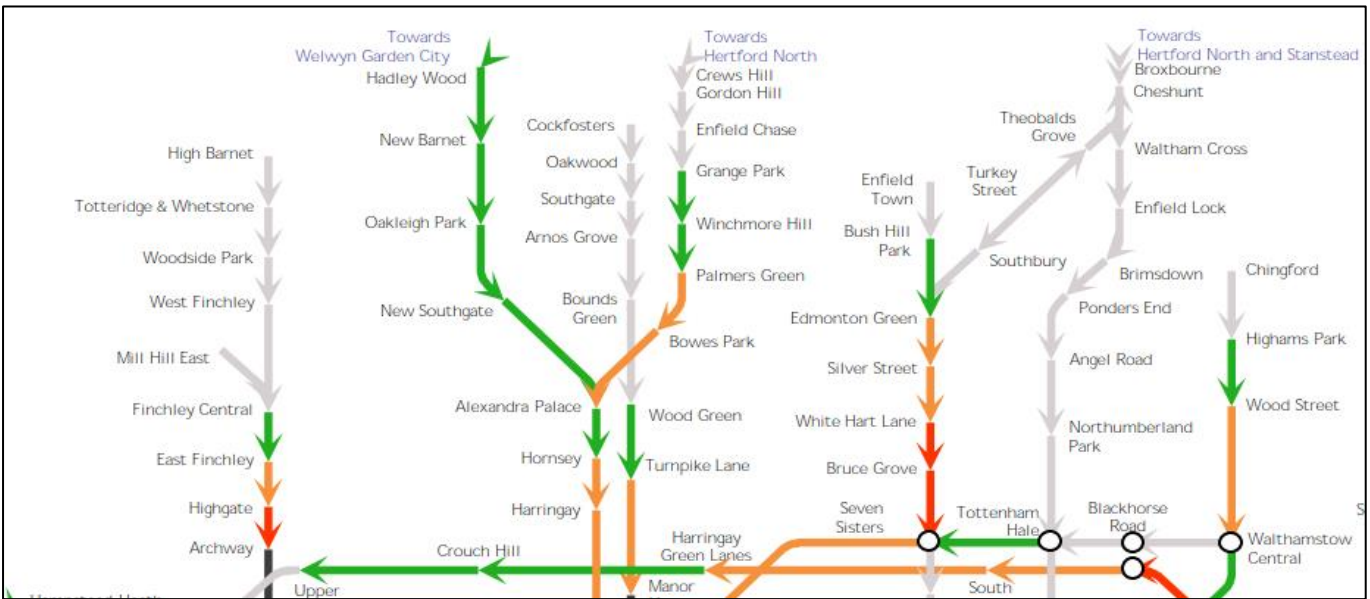 Towards
Welwyn Garden City
Towards
Hertford North
Towards
Hertford North and Stanstead
Hadley Wood
Crews Hill
Gordon Hill
Broxbourne
Cheshunt
New Barnet
Cockfosters
Enfield Chase
Theobalds
Grove
High Barnet
Oakwood
Grange Park
Waltham Cross
Totteridge & Whetstone
Southgate
Enfield
Town
Turkey
Street
Enfield Lock
Oakleigh Park
Arnos Grove
Winchmore Hill
Bush Hill
Park
Woodside Park
Southbury
Brimsdown
Chingford
West Finchley
New Southgate
Bounds
Green
Palmers Green
Edmonton Green
Ponders End
Mill Hill East
Bowes Park
Silver Street
Angel Road
Highams Park
Finchley Central
Alexandra Palace
Wood Green
White Hart Lane
Northumberland
Park
Wood Street
East Finchley
Hornsey
Turnpike Lane
Bruce Grove
Highgate
Harringay
Seven
Sisters
Tottenham
Hale
Blackhorse
Road
S
Archway
Crouch Hill
Harringay
Green Lanes
Walthamstow
Central
Upper
Manor
South